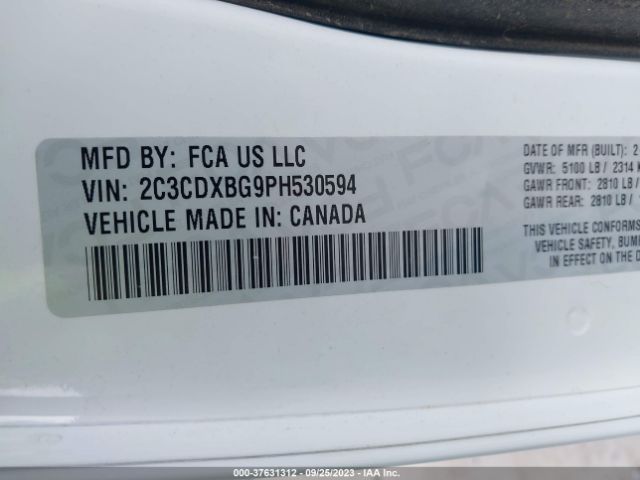 MFD BY: FCA US LLC
VIN: 2C3CDXBG9PH530594
VEHICLE MADE IN: CANADA
DATE OF MFR (BUILT): 2
GVWR: 5100 LB / 2314 K
GAWR FRONT: 2810 LB /
GAWR REAR: 2810 LB / 1
THIS VEHICLE CONFORMS
VEHICLE SAFETY, BUM
IN EFFECT ON THE D
000-37631312 - 09/25/2023 - IAA Inc.